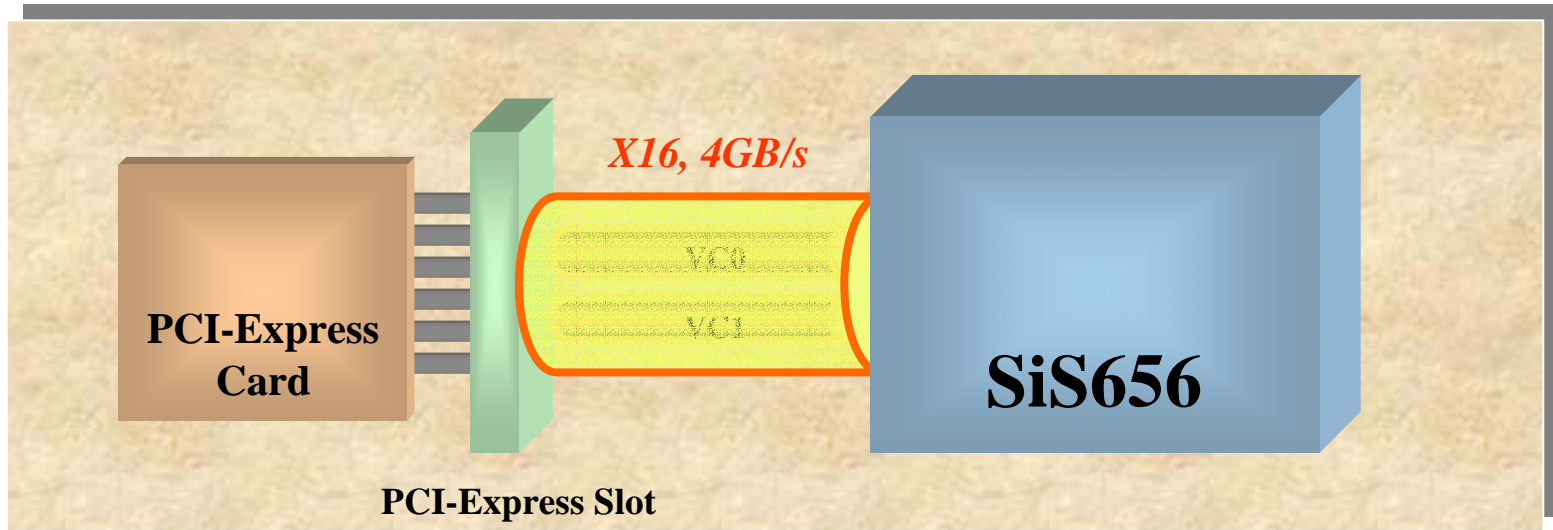 X16, 4GB/s
VC0
VC1
PCI-Express
Card
SiS656
PCI-Express Slot